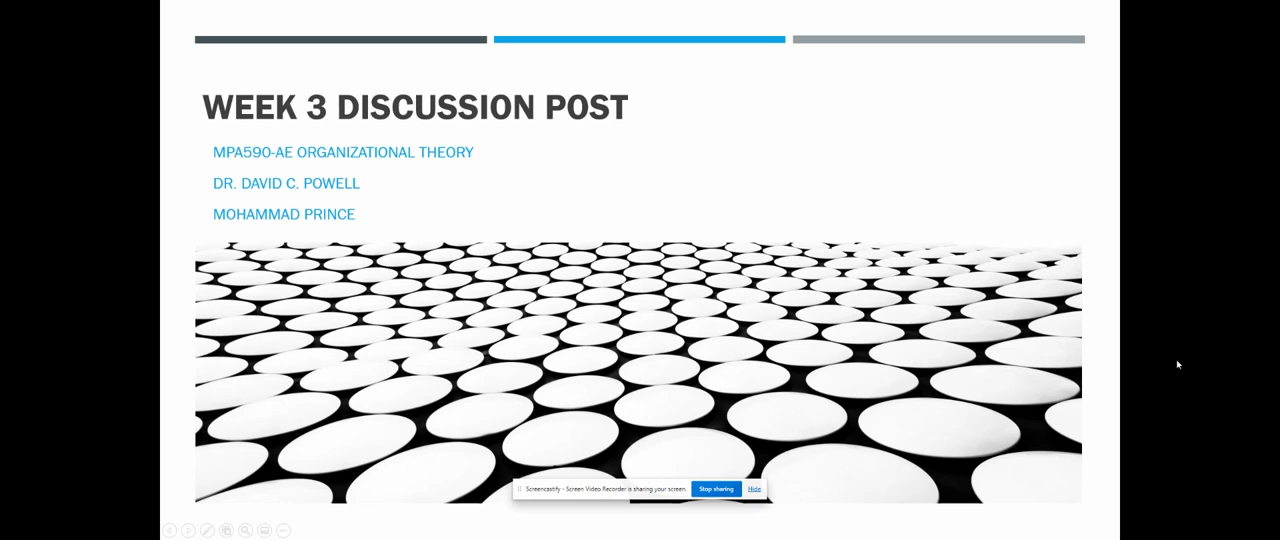 WEEK 3 DISCUSSION POST
MPA590-AE ORGANIZATIONAL THEORY
DR. DAVID C. POWELL
MOHAMMAD PRINCE
Screencastify - Screen Video Recorder is sharing your screen. Stop sharing Hide